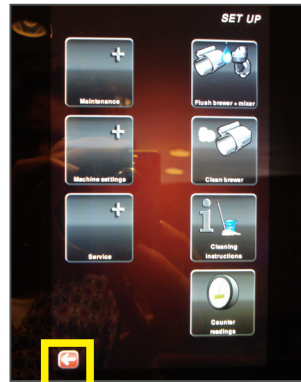 SET UP
Maintenance
Flush brewer + mixer
Machine settings
Clean brewer
Service
Cleaning
instructions
Counter
readings